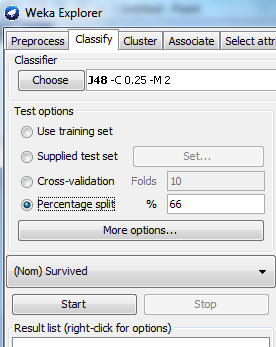 Weka Explorer
Preprocess Classify Cluster Associate Select attr
Classifier
Choose J48 -C 0.25 -M 2
Test options
Use training set
Supplied test set Set...
Cross-validation Folds 10
Percentage split % 66
More options...
(Nom) Survived
Start Stop
Result list (right-click for options)